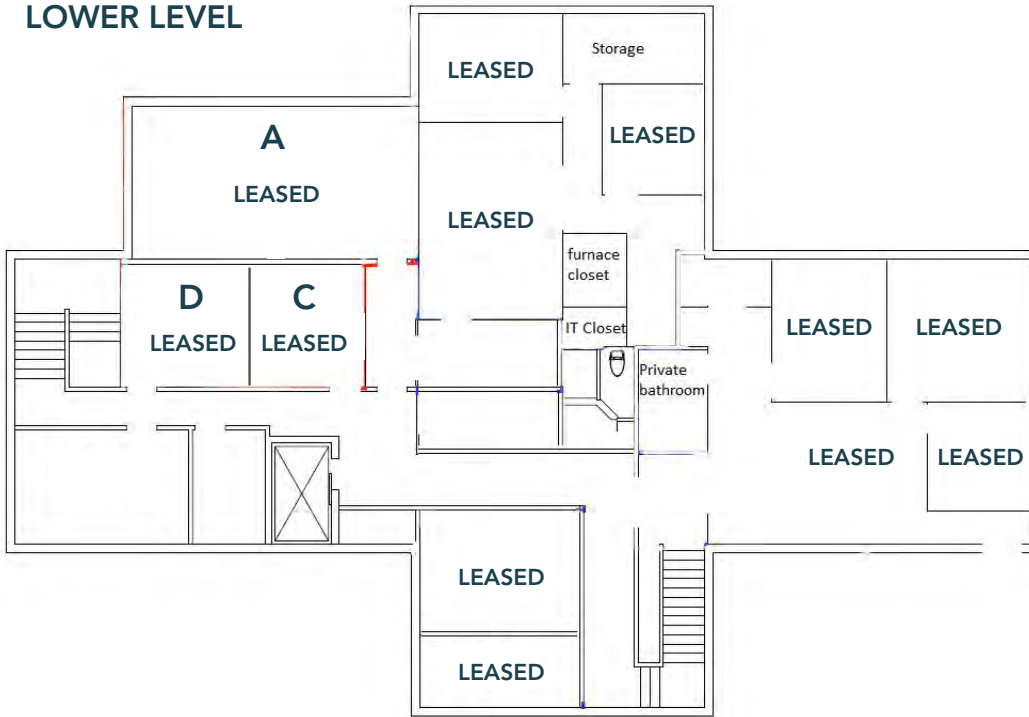 LOWER LEVEL
LEASED
Storage
LEASED
A
LEASED
LEASED
furnace
closet
D
LEASED
C
LEASED
IT Closet
Private
bathroom
LEASED
LEASED
LEASED
LEASED
LEASED
LEASED